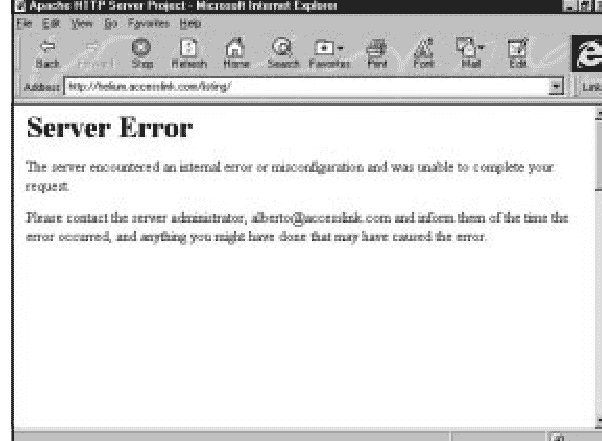 Apache HTTP Server Project - Microsoft Internet Explorer
File Edit View Go Favorites Help
Back Forward Stop Refresh Home Search Favorites Print Font Mail Edit
Address http://helium.accesslink.com/listing/ Links
Server Error
The server encountered an internal error or misconfiguration and was unable to complete your
request.
Please contact the server administrator, alberto@accesslink.com and inform them of the time the
error occurred, and anything you might have done that may have caused the error.